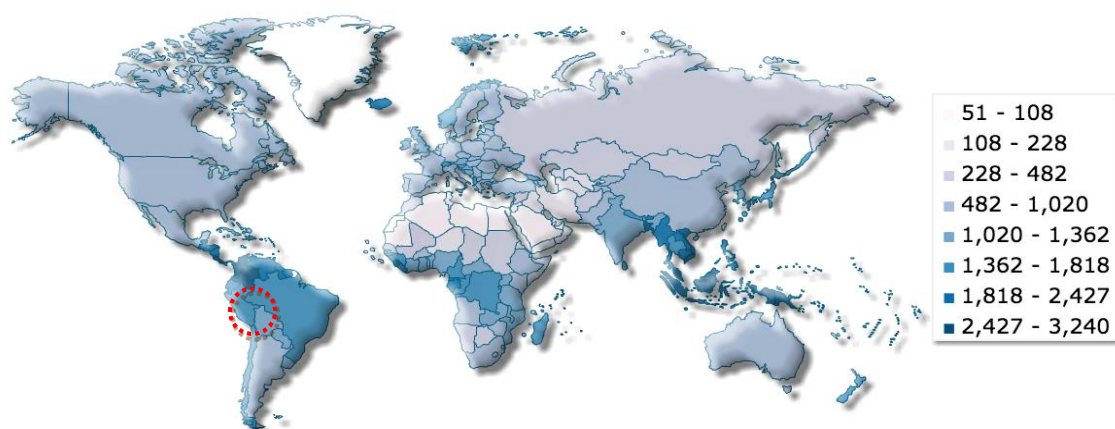 51 - 108
108 - 228
228 - 482
482 - 1,020
1,020 - 1,362
1,362 - 1,818
1,818 - 2,427
2,427 - 3,240